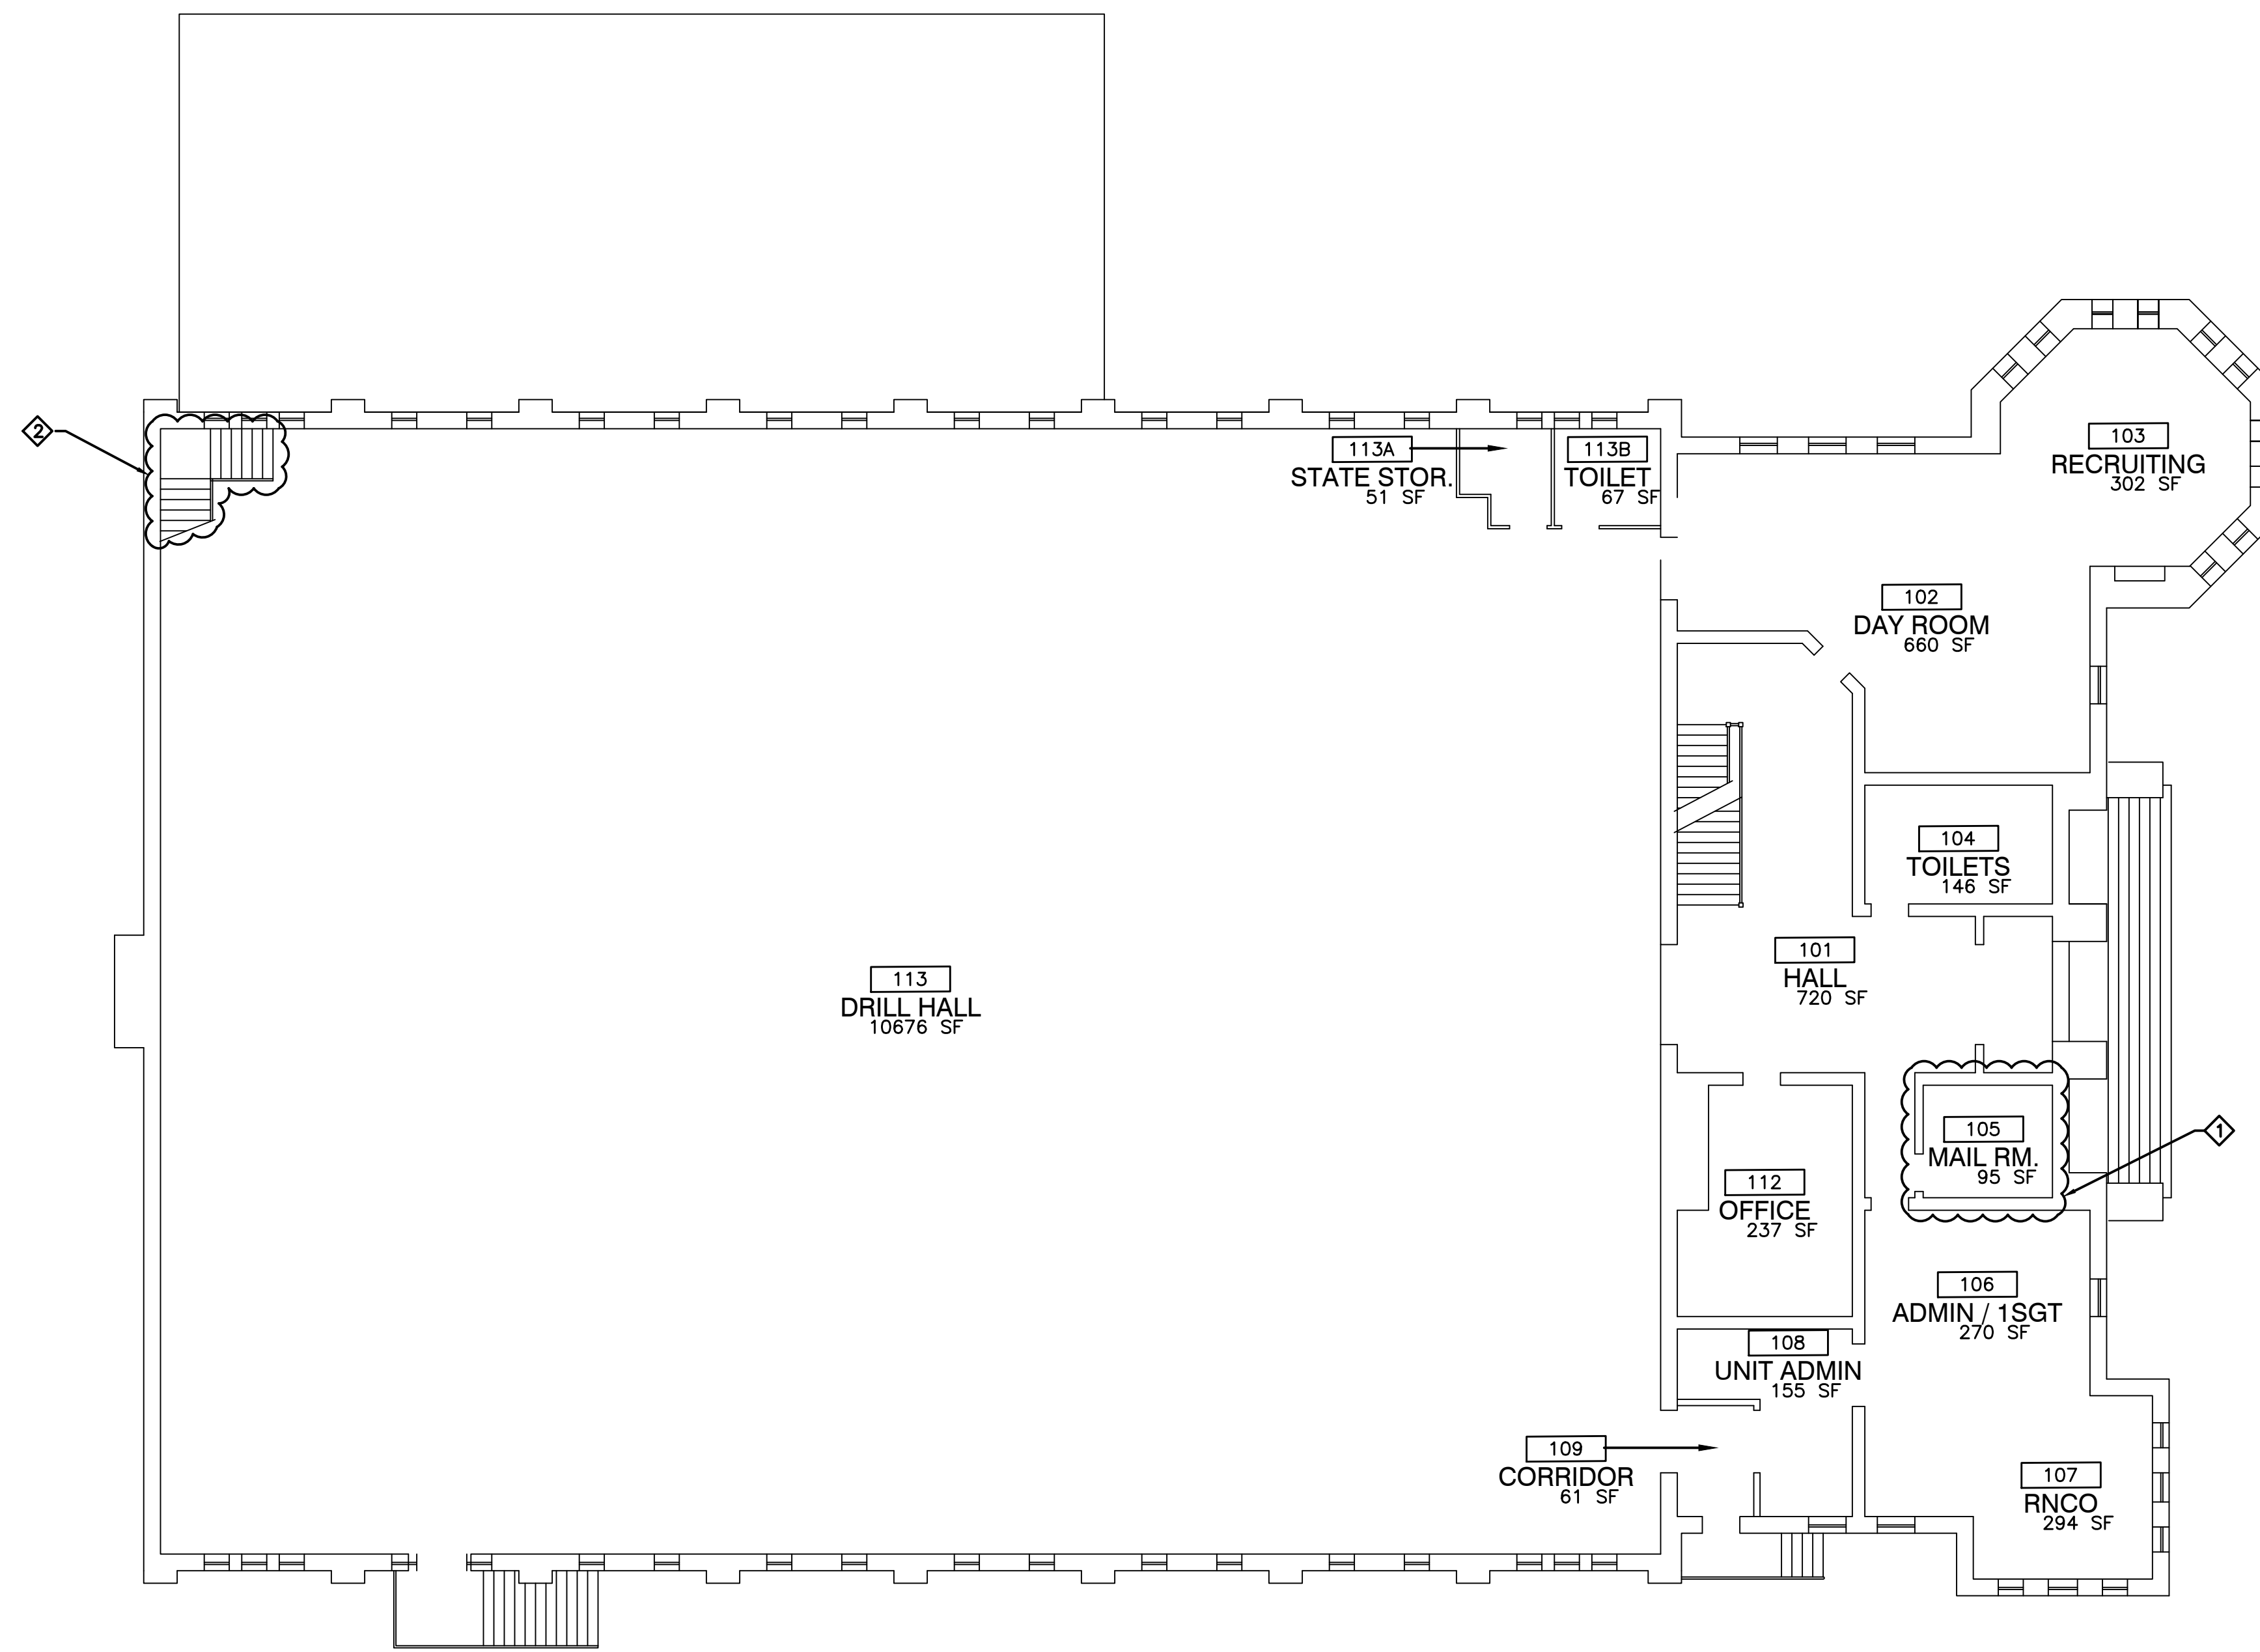 2
113A
STATE STOR.
51 SF
113B
TOILET
67 SF
103
RECRUITING
302 SF
102
DAY ROOM
660 SF
104
TOILETS
146 SF
101
HALL
720 SF
113
DRILL HALL
10676 SF
105
MAIL RM.
95 SF
1
112
OFFICE
237 SF
106
ADMIN / 1SGT
270 SF
108
UNIT ADMIN
155 SF
109
CORRIDOR
61 SF
107
RNCO
294 SF